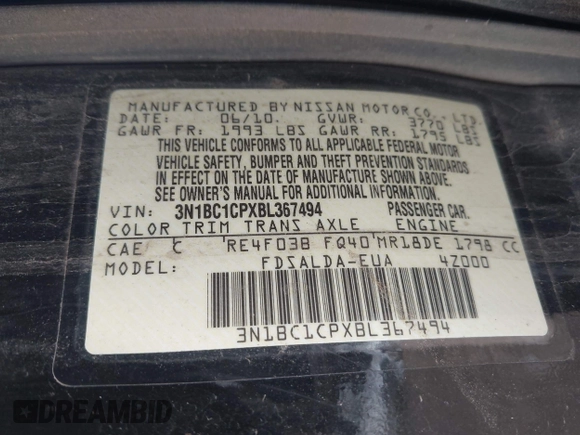 MANUFACTURED BY NISSAN MOTOR CO., LTD.
DATE: 06/10. GVWR: 3770 LBS
GAWR FR: 1993 LBS GAWR RR: 1795 LBS
THIS VEHICLE CONFORMS TO ALL APPLICABLE FEDERAL MOTOR
VEHICLE SAFETY, BUMPER AND THEFT PREVENTION STANDARDS
IN EFFECT ON THE DATE OF MANUFACTURE SHOWN ABOVE.
SEE OWNER'S MANUAL FOR ADDITIONAL INFORMATION.
VIN: 3N1BC1CPXBL367494 PASSENGER CAR.
COLOR TRIM TRANS AXLE ENGINE
CAE C RE4F03B FQ40 MR18DE 1798 CC
MODEL: FDSALDA-EUA 4Z000
3N1BC1CPXBL367494
DREAMBID